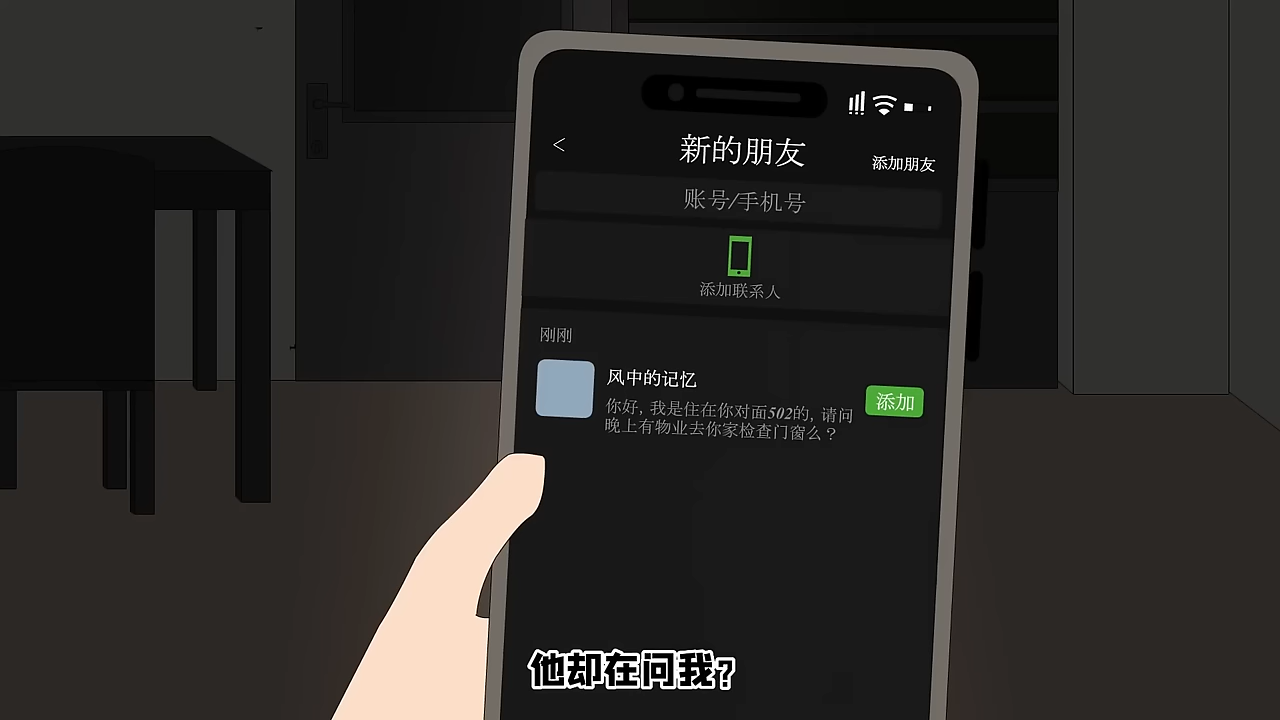 <
新的朋友
添加朋友
账号/手机号
添加联系人
刚刚
风中的记忆
你好, 我是住在你对面502的, 请问
晚上有物业去你家检查门窗么？
添加
他却在问我?